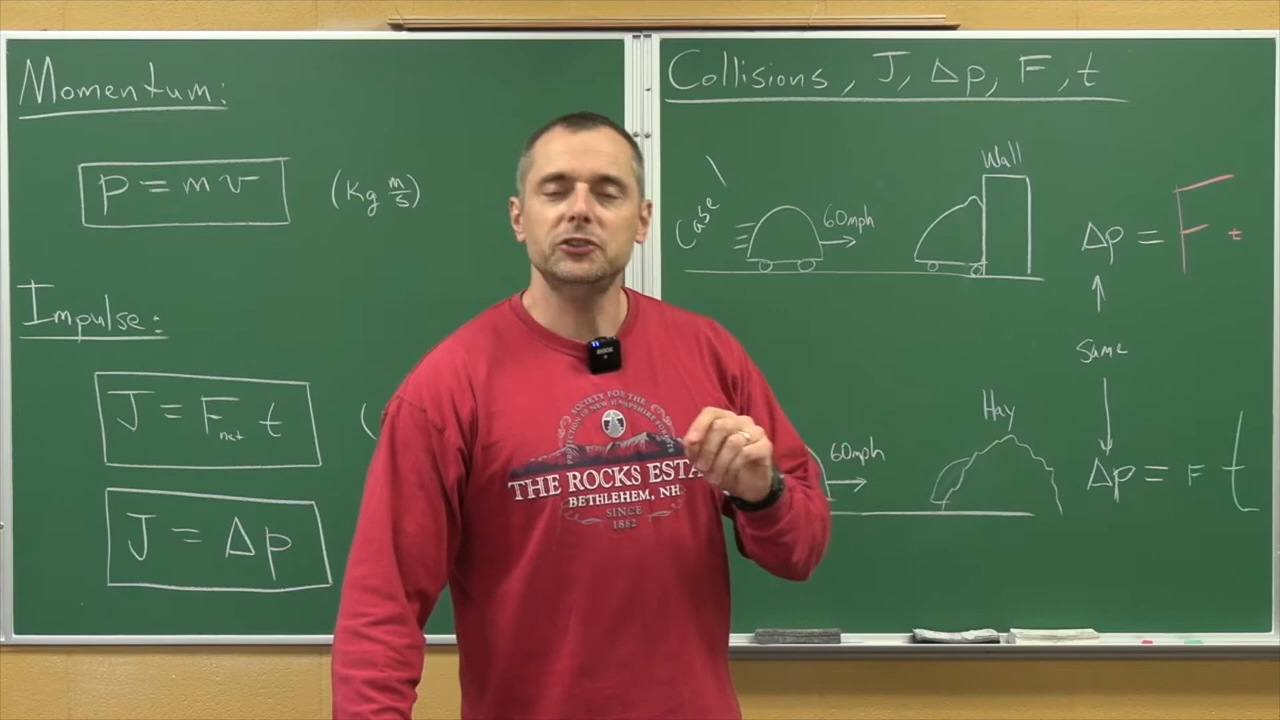 Momentum:
p = mv (Kg m/s)
Impulse:
J = Fnet t (
J = Δp
Collisions, J, Δp, F, t
Case 1
60mph
Wall
Δp = F t
Same
60mph
Hay
Δp = F t
SOCIETY FOR THE
PROTECTION OF NEW HAMPSHIRE FORESTS
THE ROCKS ESTA
BETHLEHEM, NH
SINCE
1882